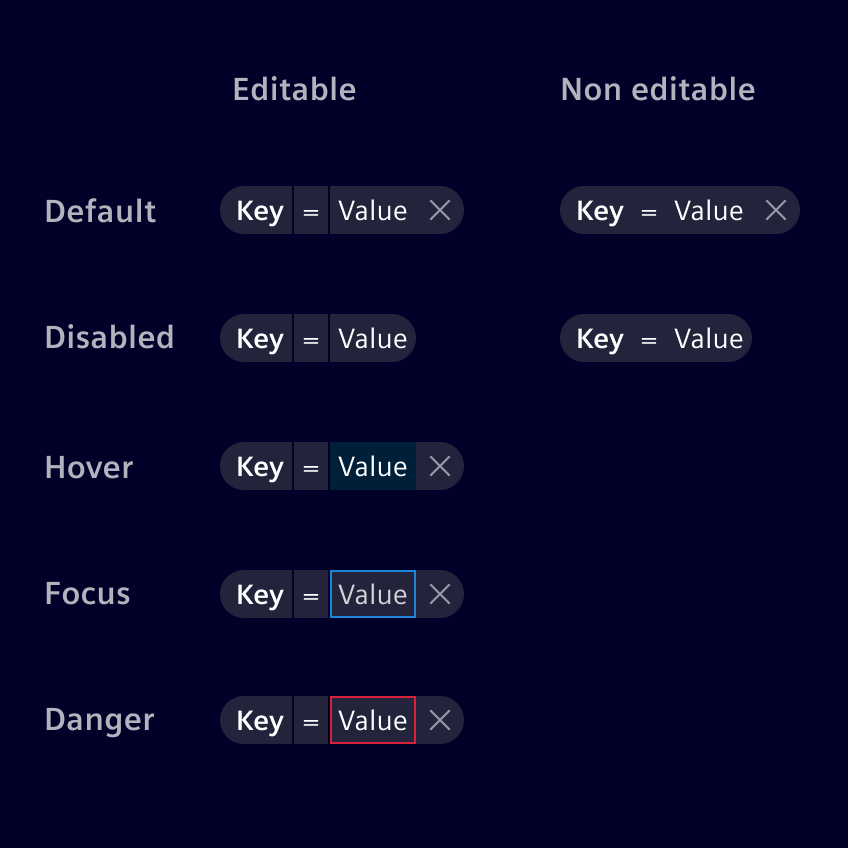 Editable Non editable
Default Key = Value Key = Value
Disabled Key = Value Key = Value
Hover Key = Value
Focus Key = Value
Danger Key = Value